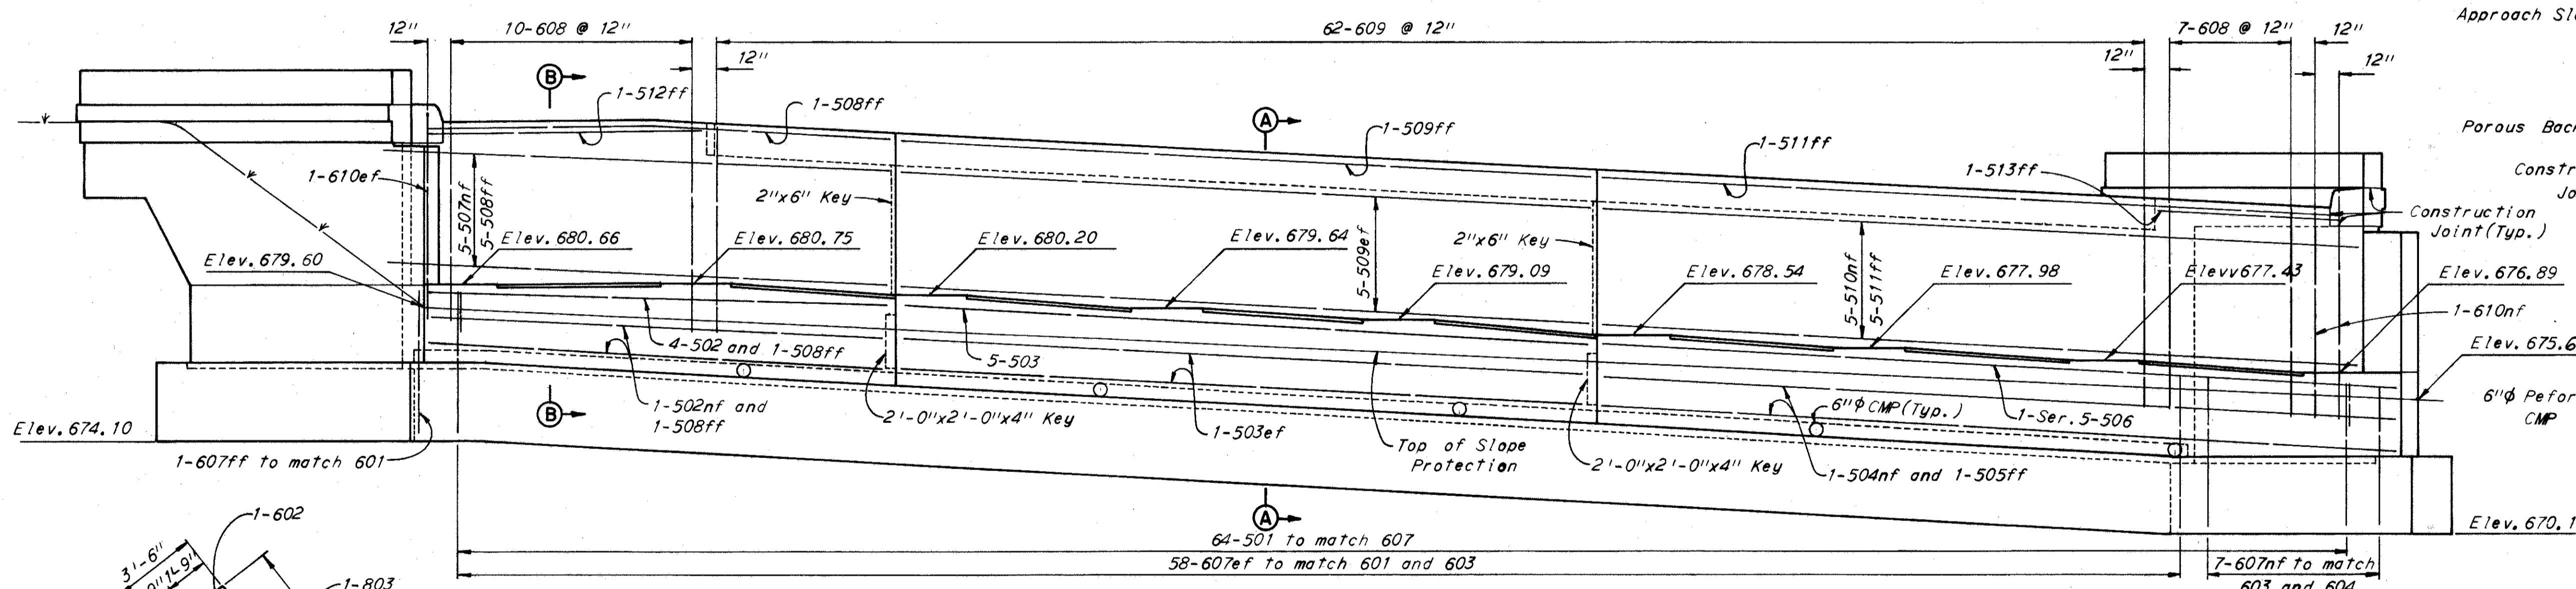 Approach Sl
12" 10-608 @ 12" 62-609 @ 12" 7-608 @ 12" 12"
12" 12" 12"
B
1-512ff
1-508ff
A
1-509ff
1-511ff
Porous Bac
1-513ff
Constr
Jo
Construction
Joint(Typ.)
1-610ef
5-507nf
5-508ff
2"x6" Key
5-509ef
2"x6" Key
5-510nf
5-511ff
Elev.679.60
Elev.680.66
Elev.680.75
Elev.680.20
Elev.679.64
Elev.679.09
Elev.678.54
Elev.677.98
Elevv677.43
Elev.676.89
1-610nf
Elev.675.6
4-502 and 1-508ff
5-503
B
1-502nf and
1-508ff
2'-0"x2'-0"x4" Key
1-503ef
Top of Slope
Protection
2'-0"x2'-0"x4" Key
6"Φ CMP(Typ.)
1-Ser.5-506
1-504nf and 1-505ff
6"Φ Pefor
CMP
Elev.674.10
1-607ff to match 601
A
Elev.670.1
64-501 to match 607
58-607ef to match 601 and 603
7-607nf to match
603 and 604
1-602
3'-6"
1'-9"
1-803